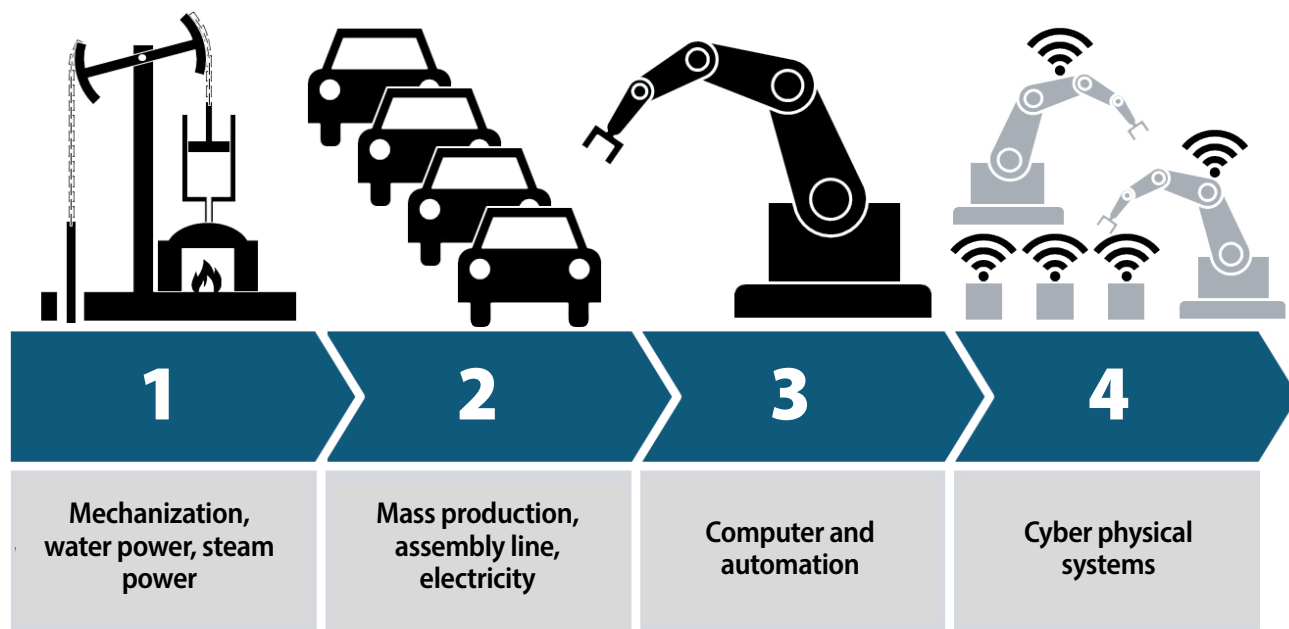 1
2
3
4
Mechanization,
water power, steam
power
Mass production,
assembly line,
electricity
Computer and
automation
Cyber physical
systems